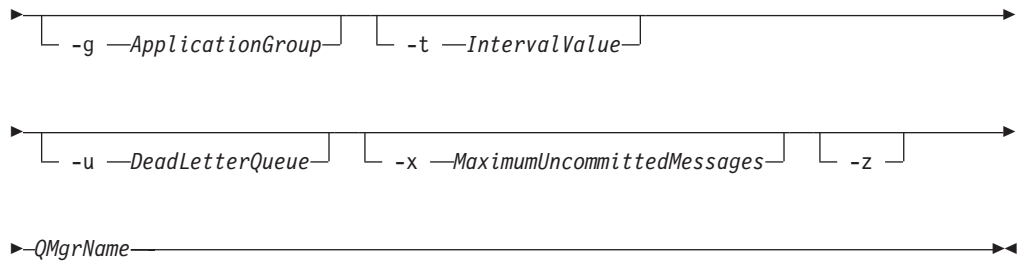 -g ApplicationGroup -t IntervalValue
-u DeadLetterQueue -x MaximumUncommittedMessages -z
QMgrName